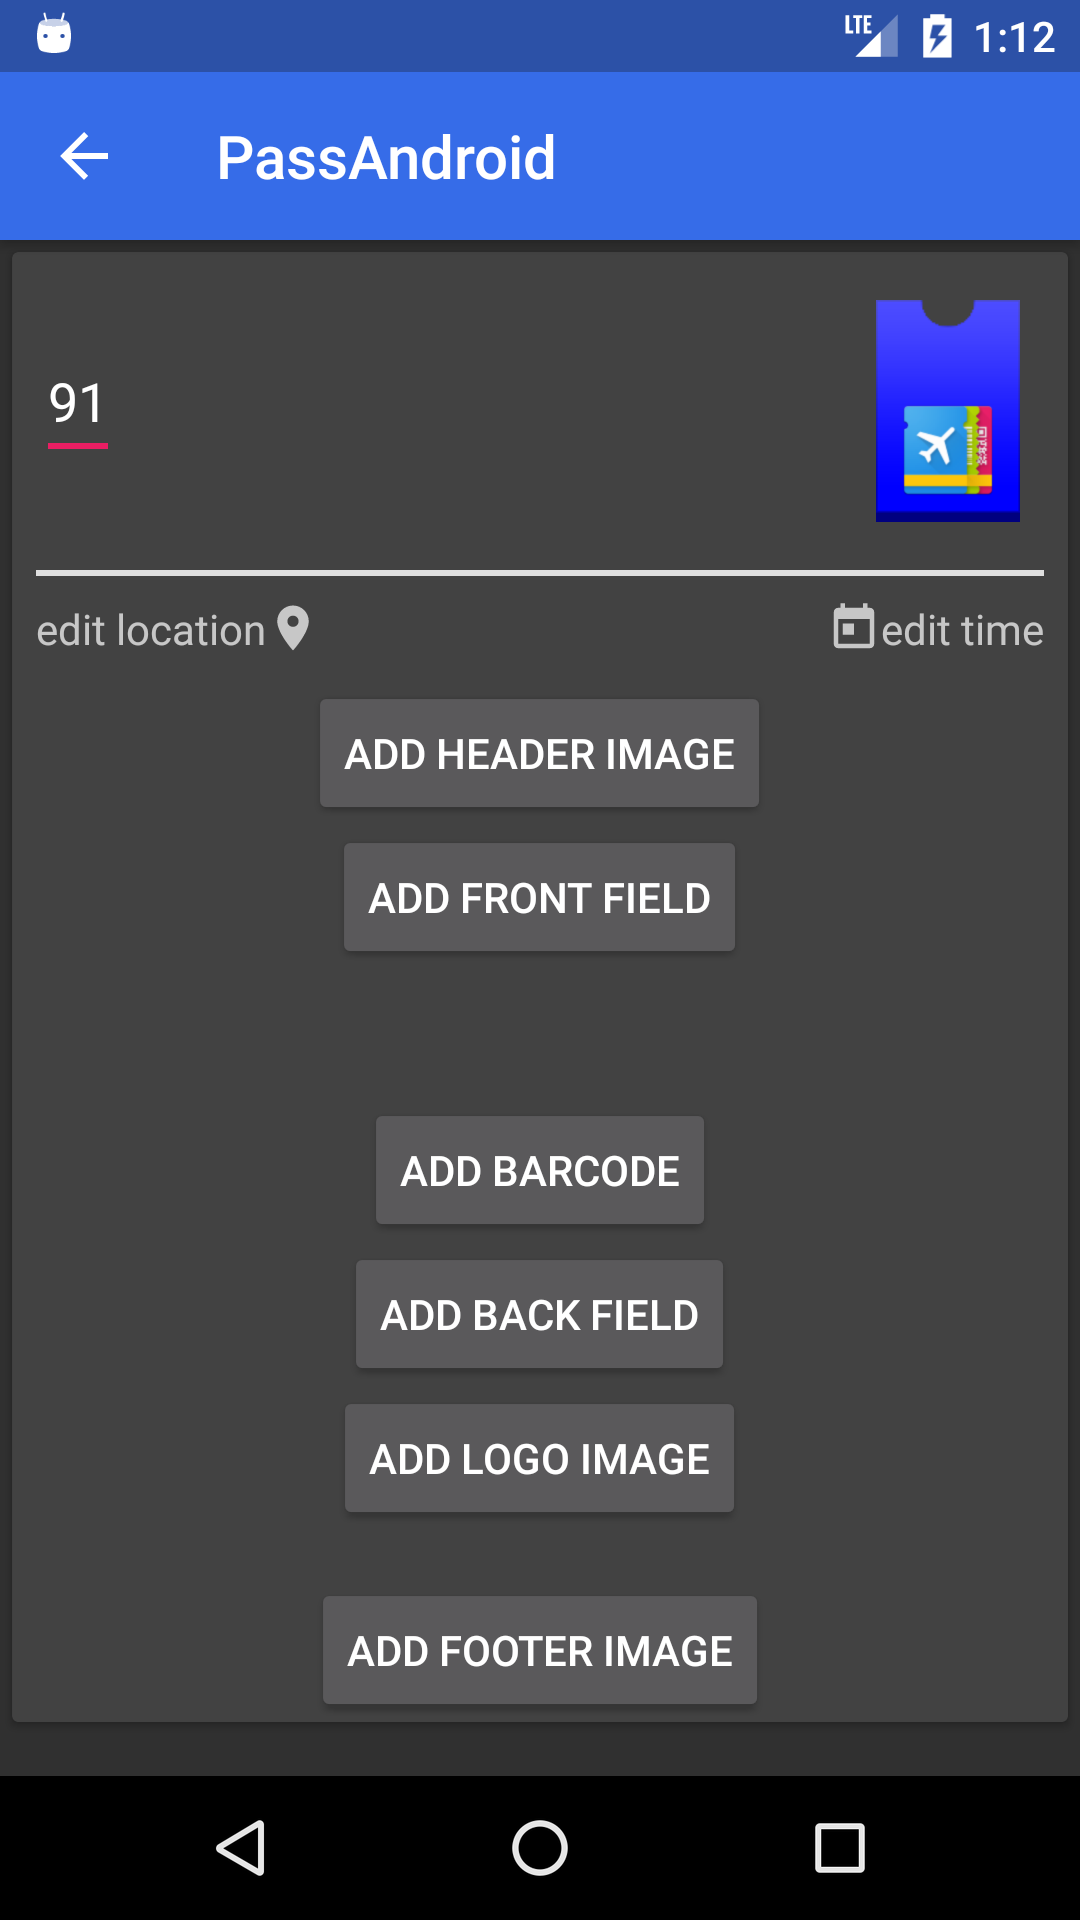 LTE 1:12
PassAndroid
91
edit location
edit time
ADD HEADER IMAGE
ADD FRONT FIELD
ADD BARCODE
ADD BACK FIELD
ADD LOGO IMAGE
ADD FOOTER IMAGE